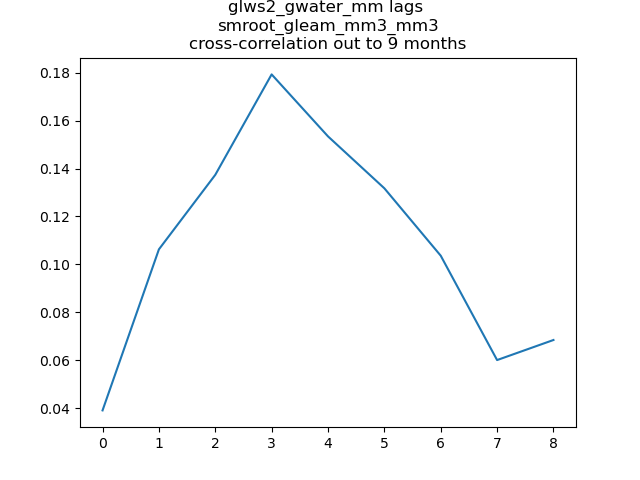 glws2_gwater_mm lags
smroot_gleam_mm3_mm3
cross-correlation out to 9 months
0.18
0.16
0.14
0.12
0.10
0.08
0.06
0.04
0 1 2 3 4 5 6 7 8